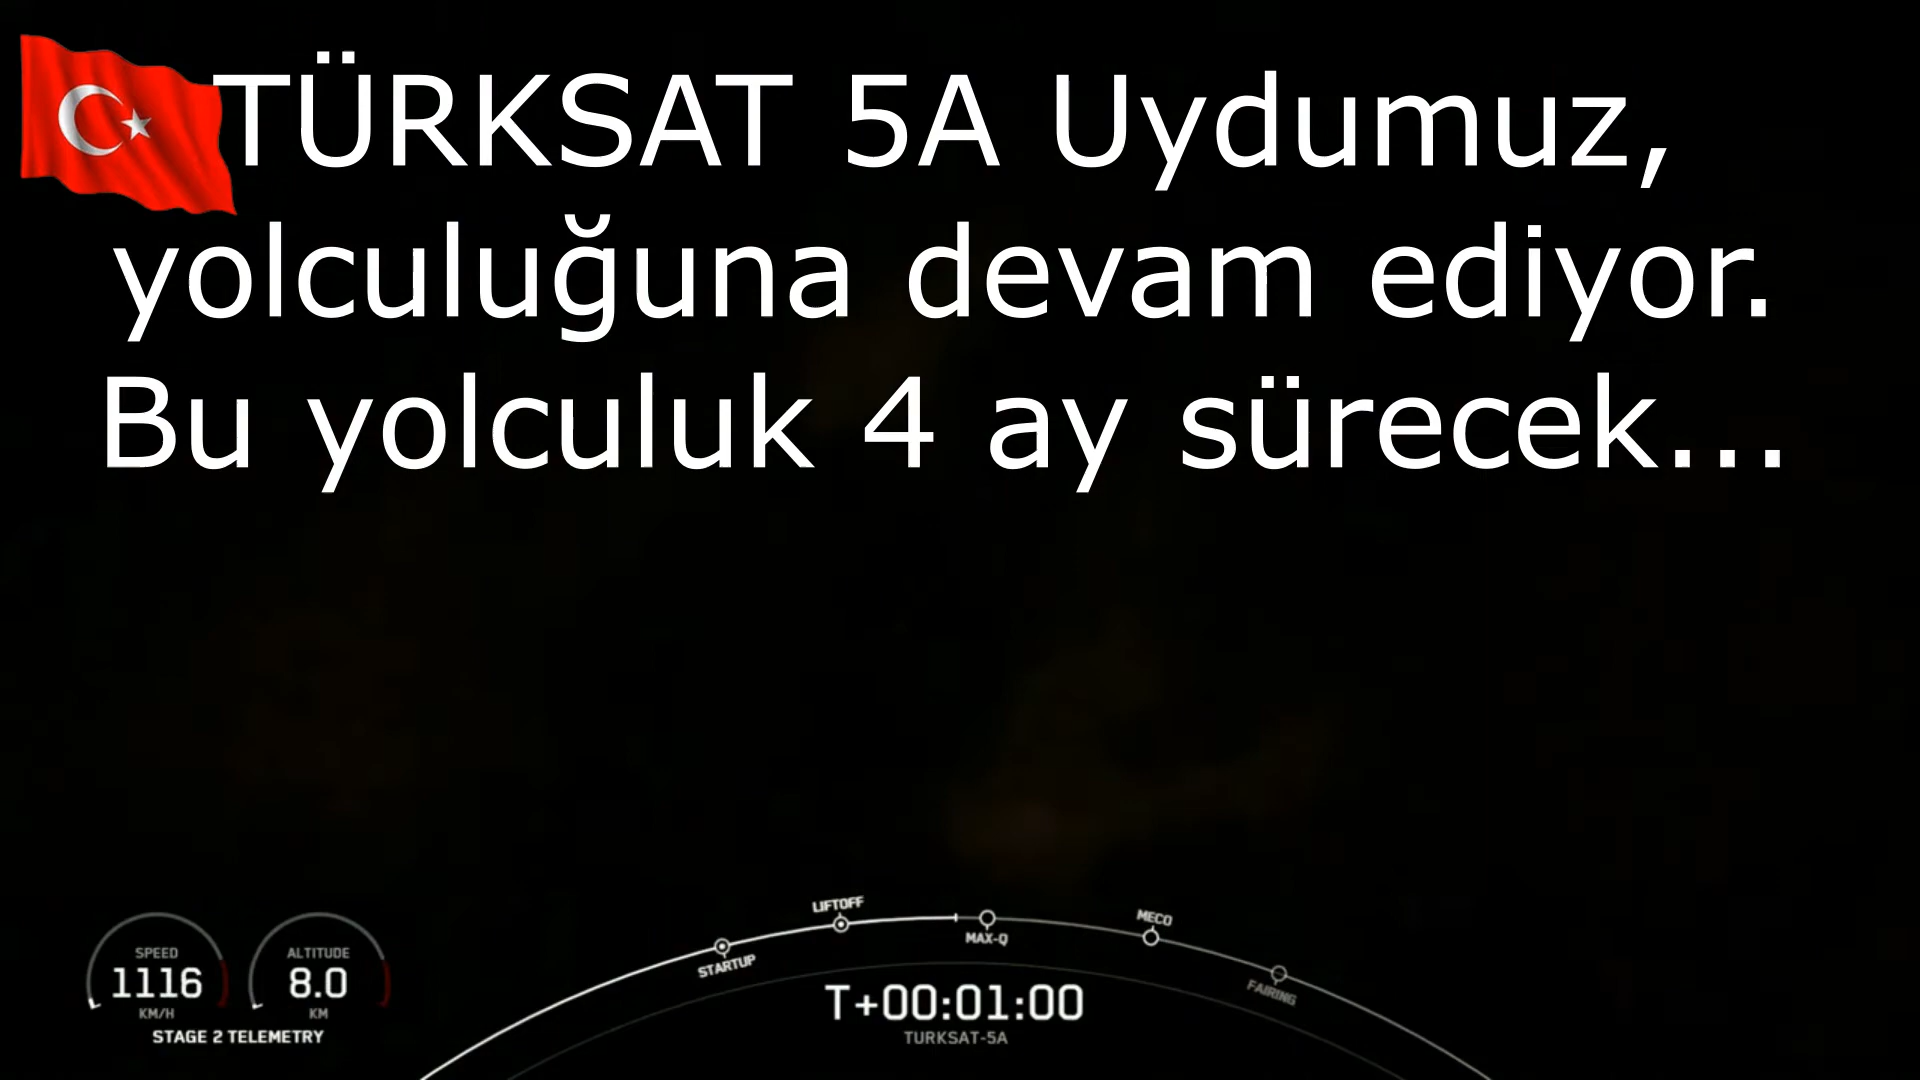 TÜRKSAT 5A Uydumuz,
yolculuğuna devam ediyor.
Bu yolculuk 4 ay sürecek...
LIFTOFF
MECO
STARTUP
MAX-Q
FAIRING
SPEED
1116
KM/H
ALTITUDE
8.0
KM
STAGE 2 TELEMETRY
T+00:01:00
TURKSAT-5A